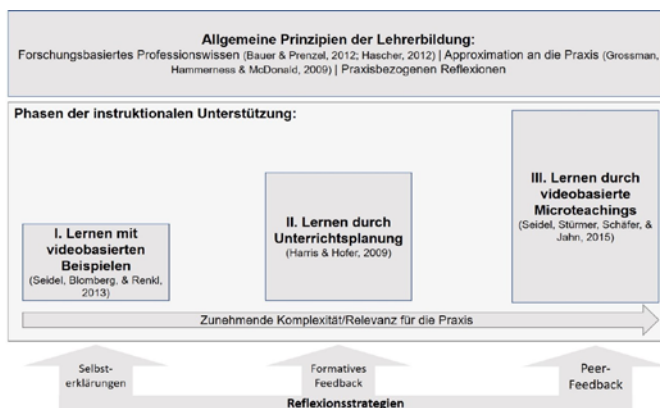 Allgemeine Prinzipien der Lehrerbildung:
Forschungsbasiertes Professionswissen (Bauer & Prenzel, 2012; Hascher, 2012) | Approximation an die Praxis (Grossman,
Hammerness & McDonald, 2009) | Praxisbezogenen Reflexionen
Phasen der instruktionalen Unterstützung:
I. Lernen mit
videobasierten
Beispielen
(Seidel, Blomberg, & Renkl,
2013)
II. Lernen durch
Unterrichtsplanung
(Harris & Hofer, 2009)
III. Lernen durch
videobasierte
Microteachings
(Seidel, Stürmer, Schäfer, &
Jahn, 2015)
Zunehmende Komplexität/Relevanz für die Praxis
Selbst-
erklärungen
Formatives
Feedback
Peer-
Feedback
Reflexionsstrategien